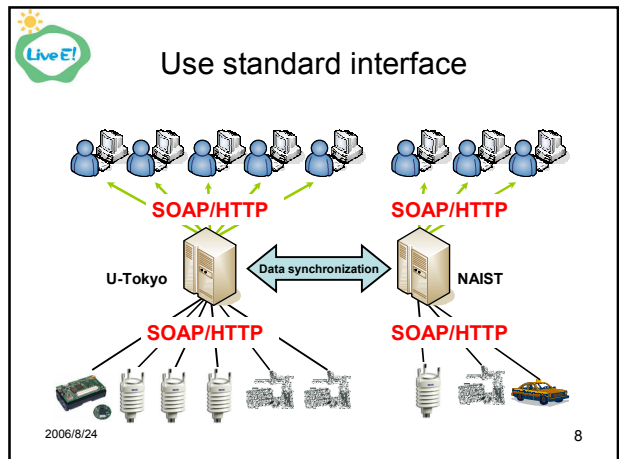 Live E!
Use standard interface
SOAP/HTTP
SOAP/HTTP
U-Tokyo
Data synchronization
NAIST
SOAP/HTTP
SOAP/HTTP
2006/8/24
8